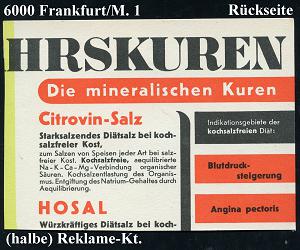 6000 Frankfurt/M. 1 Rückseite
HRSKUREN
Die mineralischen Kuren
Citrovin-Salz
Starksalzendes Diätsalz bei koch-
salzfreier Kost,
zum Salzen von Speisen jeder Art bei salz-
freier Kost. Kochsalzfreie, aequilibrierte
Na-K-Ca-Mg-Verbindung organischer
Säuren. Kochsalzentlastung des Organis-
mus. Entgiftung des Natrium-Gehaltes durch
Aequilibrierung.
HOSAL
Würzkräftiges Diätsalz bei koch-
Indikationsgebiete der
kochsalzfreien Diät:
Blutdruck-
steigerung
Angina pectoris
(halbe) Reklame-Kt.